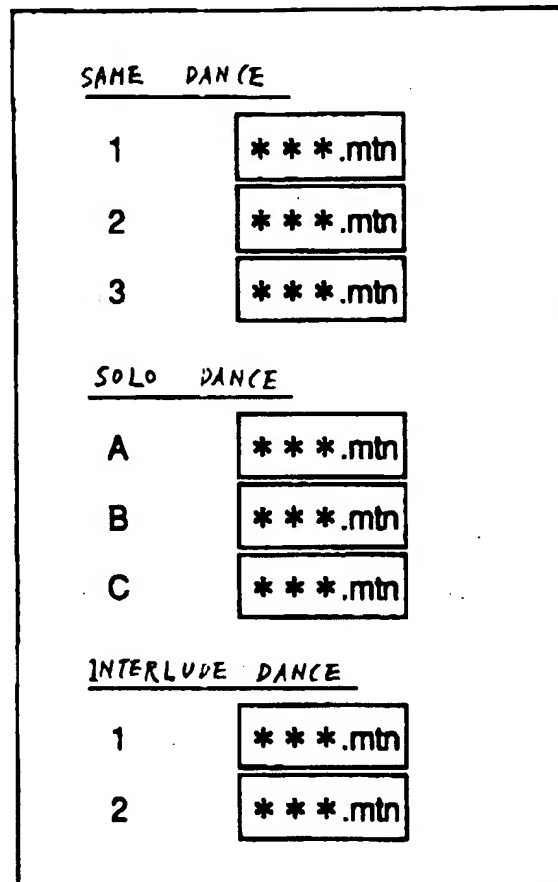 SAME DANCE
1 ***.mtn
2 ***.mtn
3 ***.mtn
SOLO DANCE
A ***.mtn
B ***.mtn
C ***.mtn
INTERLUDE DANCE
1 ***.mtn
2 ***.mtn